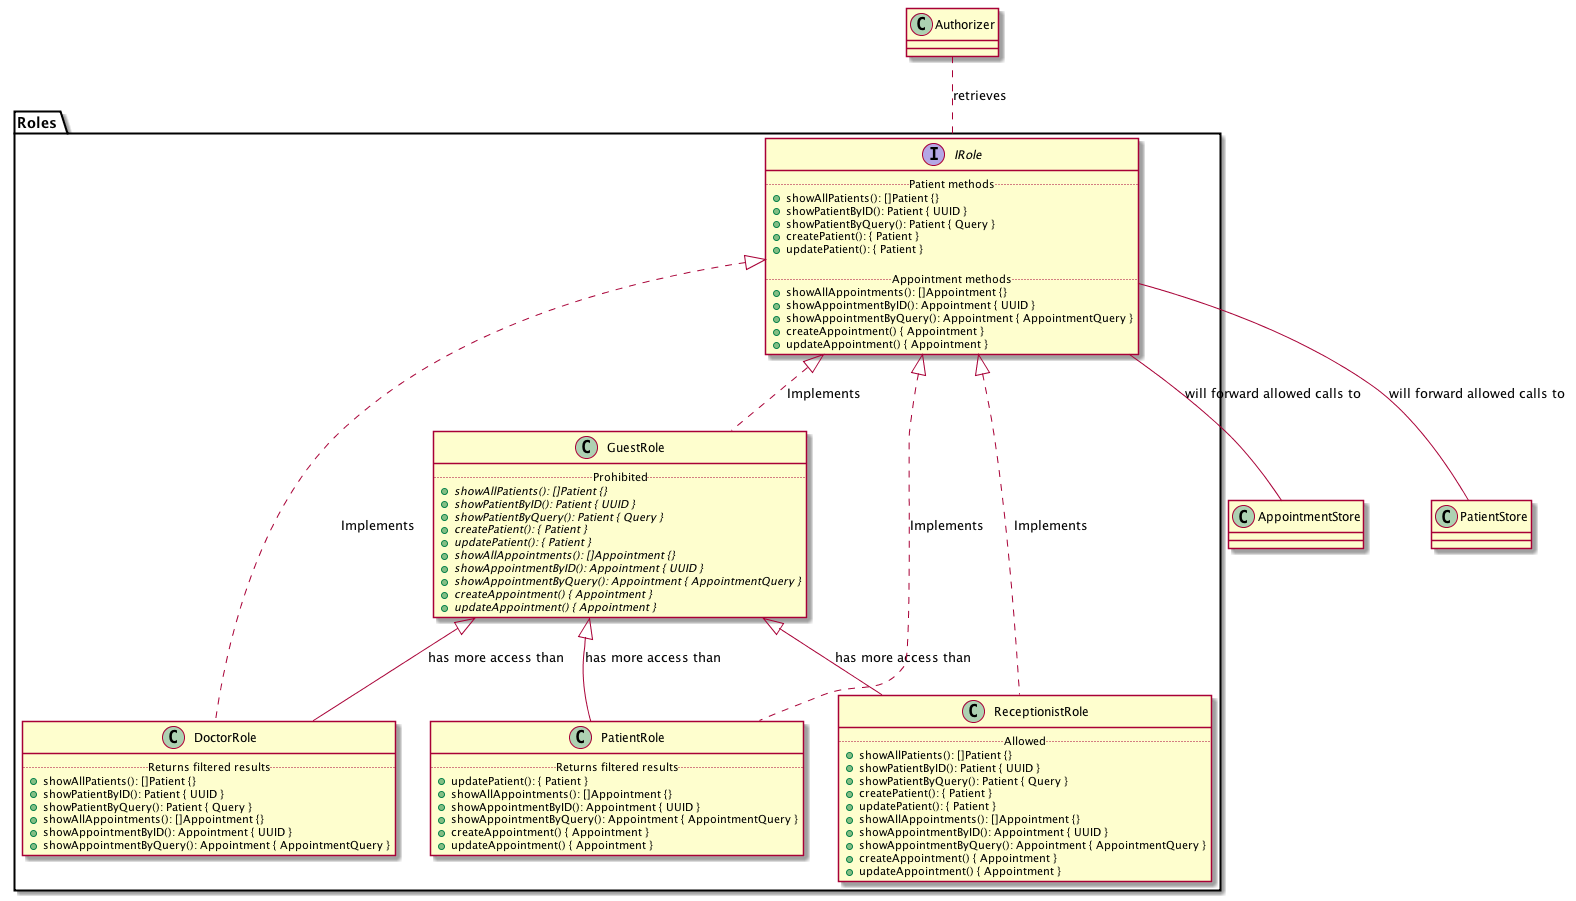 C Authorizer
retrieves
Roles
I IRole
Patient methods
showAllPatients(): []Patient {}
showPatientByID(): Patient { UUID }
showPatientByQuery(): Patient { Query }
createPatient(): { Patient }
updatePatient(): { Patient }
Appointment methods
showAllAppointments(): []Appointment {}
showAppointmentByID(): Appointment { UUID }
showAppointmentByQuery(): Appointment { AppointmentQuery }
createAppointment() { Appointment }
updateAppointment() { Appointment }
Implements
will forward allowed calls to
will forward allowed calls to
C GuestRole
Prohibited
showAllPatients(): []Patient {}
showPatientByID(): Patient { UUID }
showPatientByQuery(): Patient { Query }
createPatient(): { Patient }
updatePatient(): { Patient }
showAllAppointments(): []Appointment {}
showAppointmentByID(): Appointment { UUID }
showAppointmentByQuery(): Appointment { AppointmentQuery }
createAppointment() { Appointment }
updateAppointment() { Appointment }
Implements
Implements
Implements
C AppointmentStore
C PatientStore
has more access than
has more access than
has more access than
C DoctorRole
Returns filtered results
showAllPatients(): []Patient {}
showPatientByID(): Patient { UUID }
showPatientByQuery(): Patient { Query }
showAllAppointments(): []Appointment {}
showAppointmentByID(): Appointment { UUID }
showAppointmentByQuery(): Appointment { AppointmentQuery }
C PatientRole
Returns filtered results
updatePatient(): { Patient }
showAllAppointments(): []Appointment {}
showAppointmentByID(): Appointment { UUID }
showAppointmentByQuery(): Appointment { AppointmentQuery }
createAppointment() { Appointment }
updateAppointment() { Appointment }
C ReceptionistRole
Allowed
showAllPatients(): []Patient {}
showPatientByID(): Patient { UUID }
showPatientByQuery(): Patient { Query }
createPatient(): { Patient }
updatePatient(): { Patient }
showAllAppointments(): []Appointment {}
showAppointmentByID(): Appointment { UUID }
showAppointmentByQuery(): Appointment { AppointmentQuery }
createAppointment() { Appointment }
updateAppointment() { Appointment }